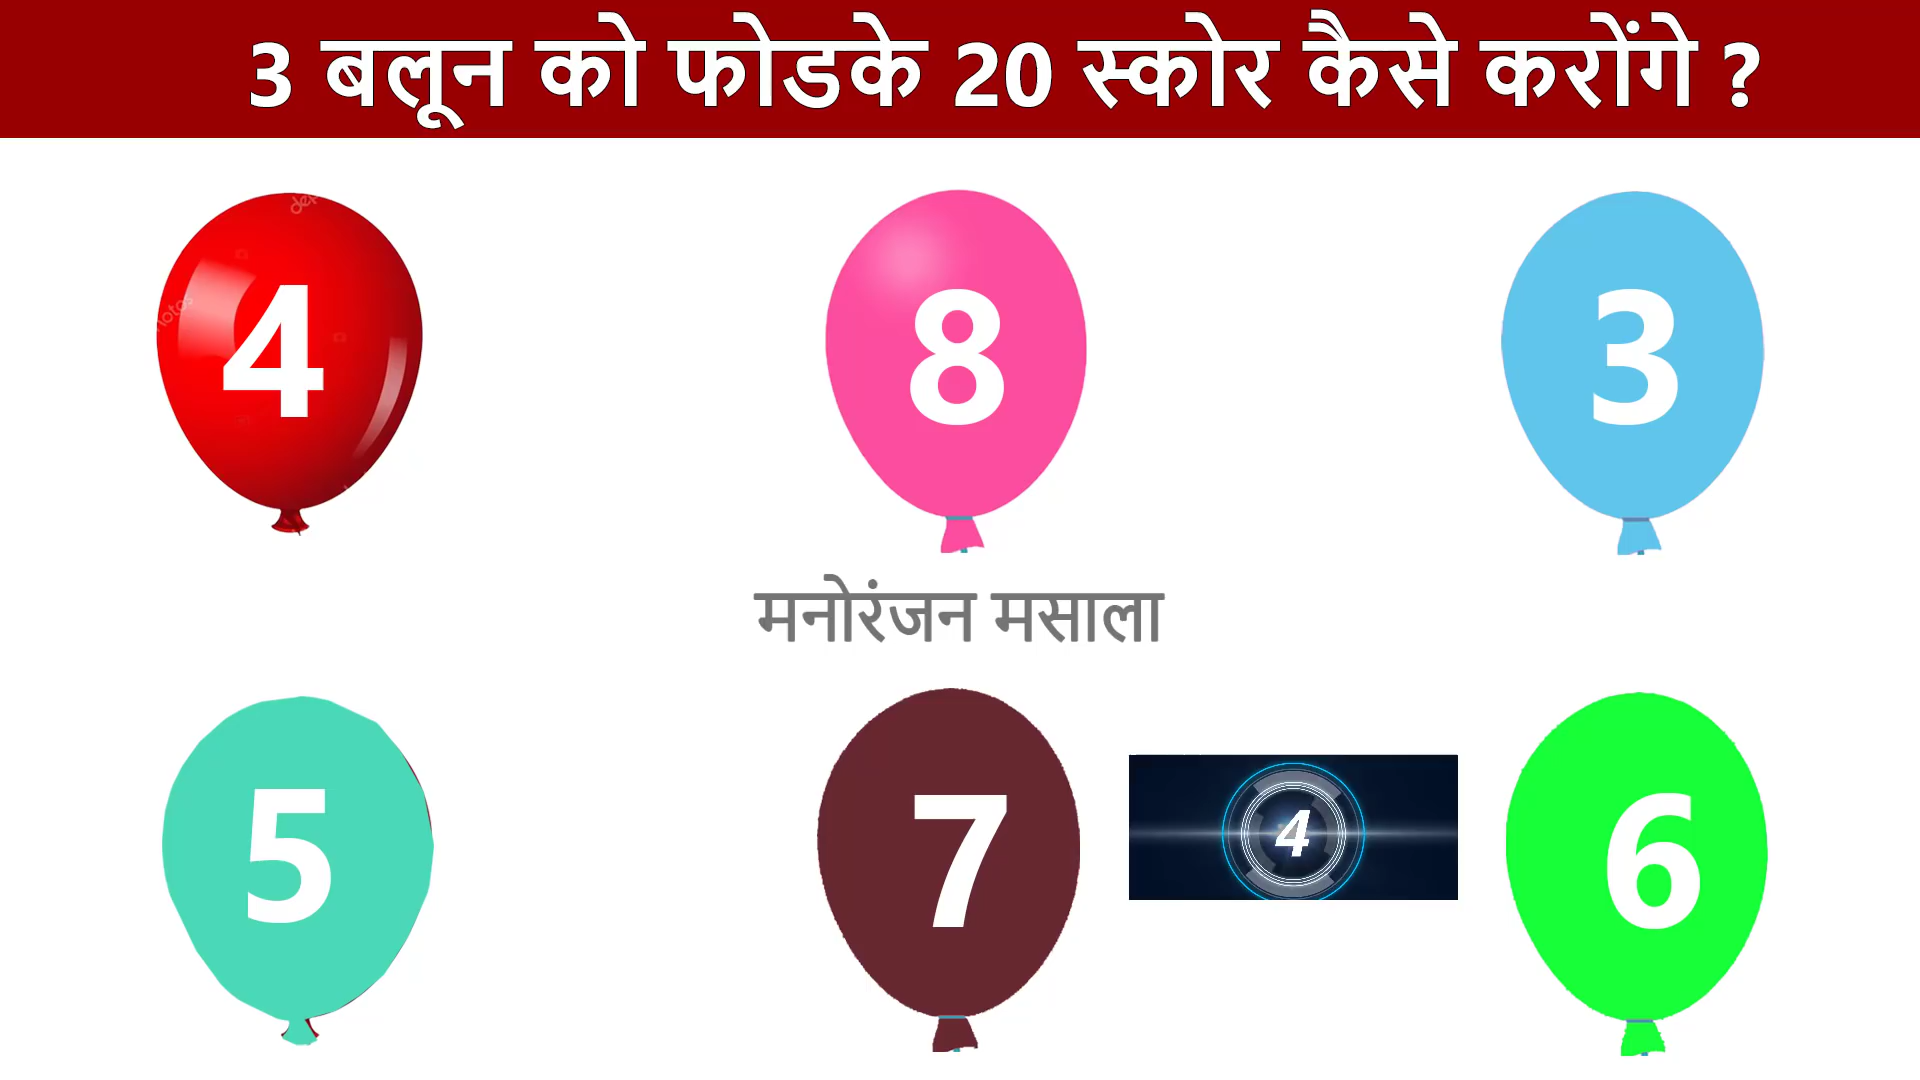 3 बलून को फोडके 20 स्कोर कैसे करोंगे ?
4 8 3
मनोरंजन मसाला
5 7 4 6